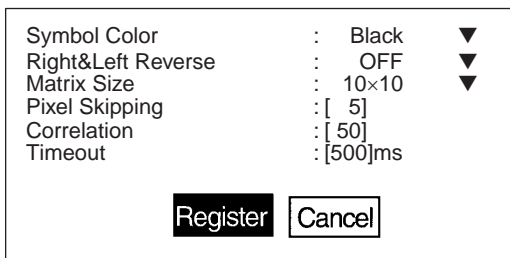 Symbol Color : Black ▼
Right&Left Reverse : OFF ▼
Matrix Size : 10×10 ▼
Pixel Skipping : [ 5]
Correlation : [ 50]
Timeout : [500]ms
Register Cancel